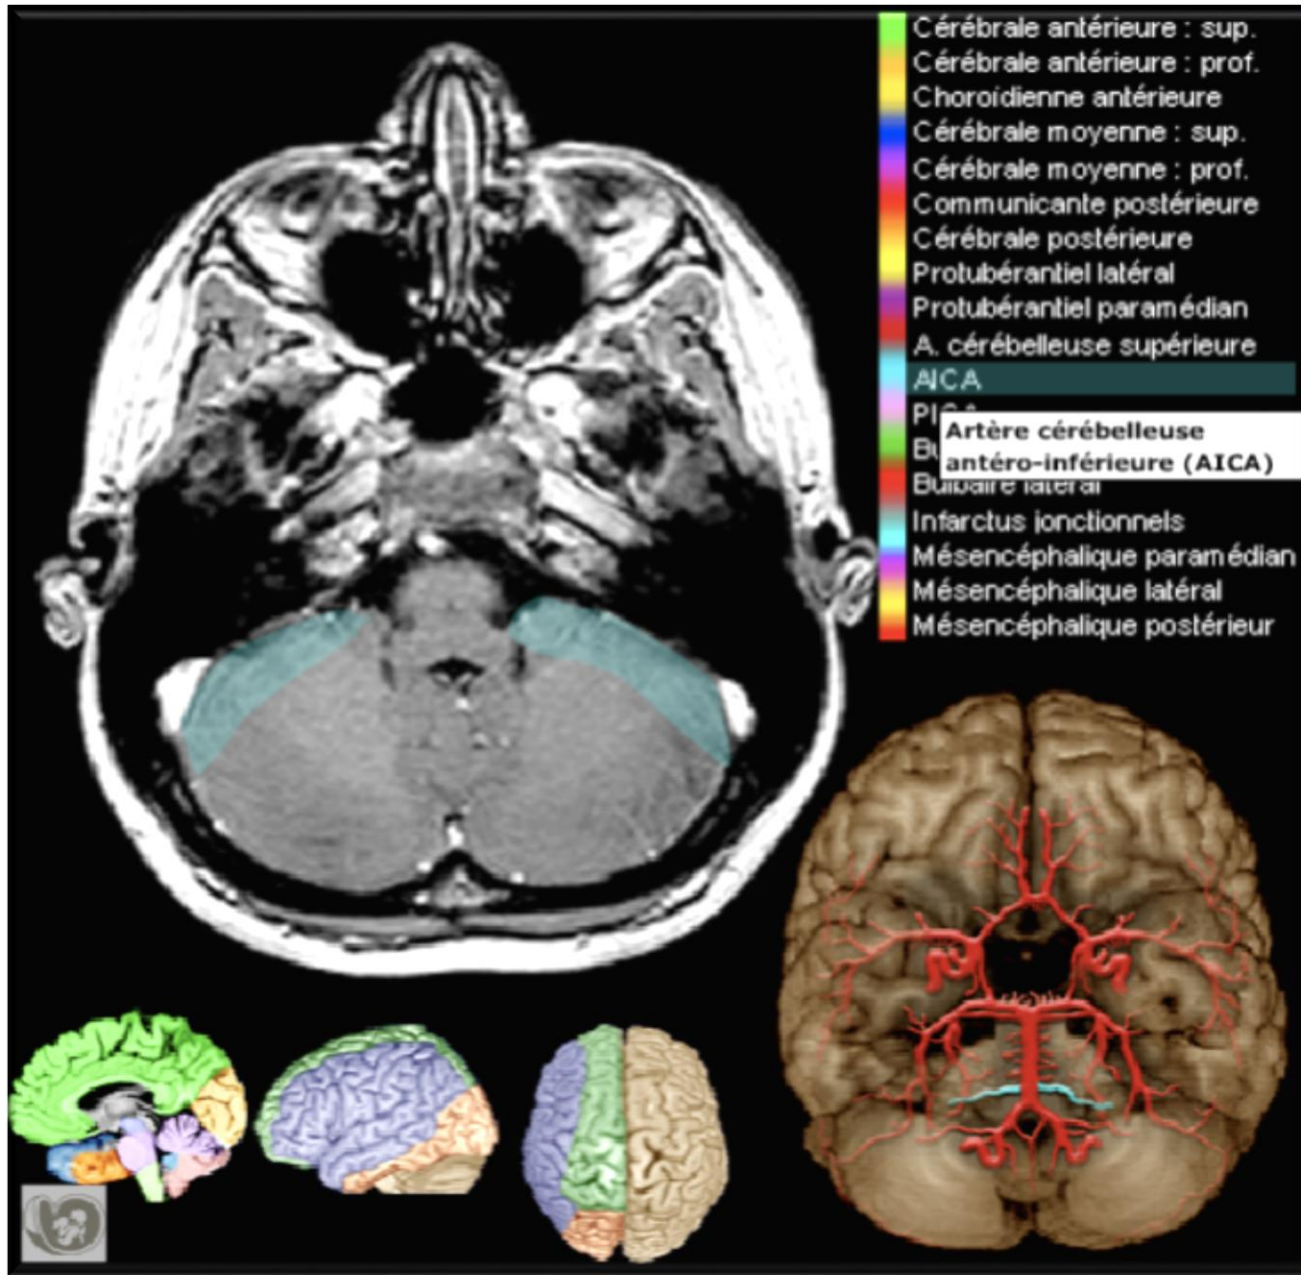 Cérébrale antérieure : sup.
Cérébrale antérieure : prof.
Choroïdienne antérieure
Cérébrale moyenne : sup.
Cérébrale moyenne : prof.
Communicante postérieure
Cérébrale postérieure
Protubérantiel latéral
Protubérantiel paramédian
A. cérébelleuse supérieure
AICA
Artère cérébelleuse
antéro-inférieure (AICA)
Bulbaire latéral
Infarctus jonctionnels
Mésencéphalique paramédian
Mésencéphalique latéral
Mésencéphalique postérieur